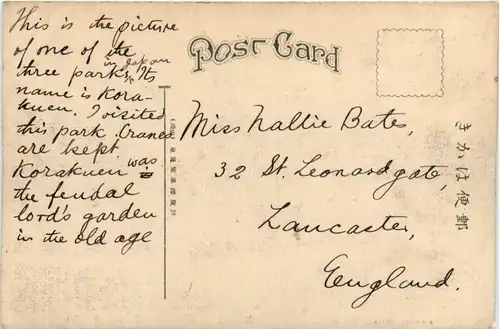 This is the picture
of one of the
three parks in Japan. Its
name is Kora-
kuen. I visited
this park. Cranes
are kept
Korakuen was
the feudal
lord's garden
in the old age
Post Card
Miss Nallie Bates,
32 St. Leonardgate,
Lancaster,
England.
きかは便郵